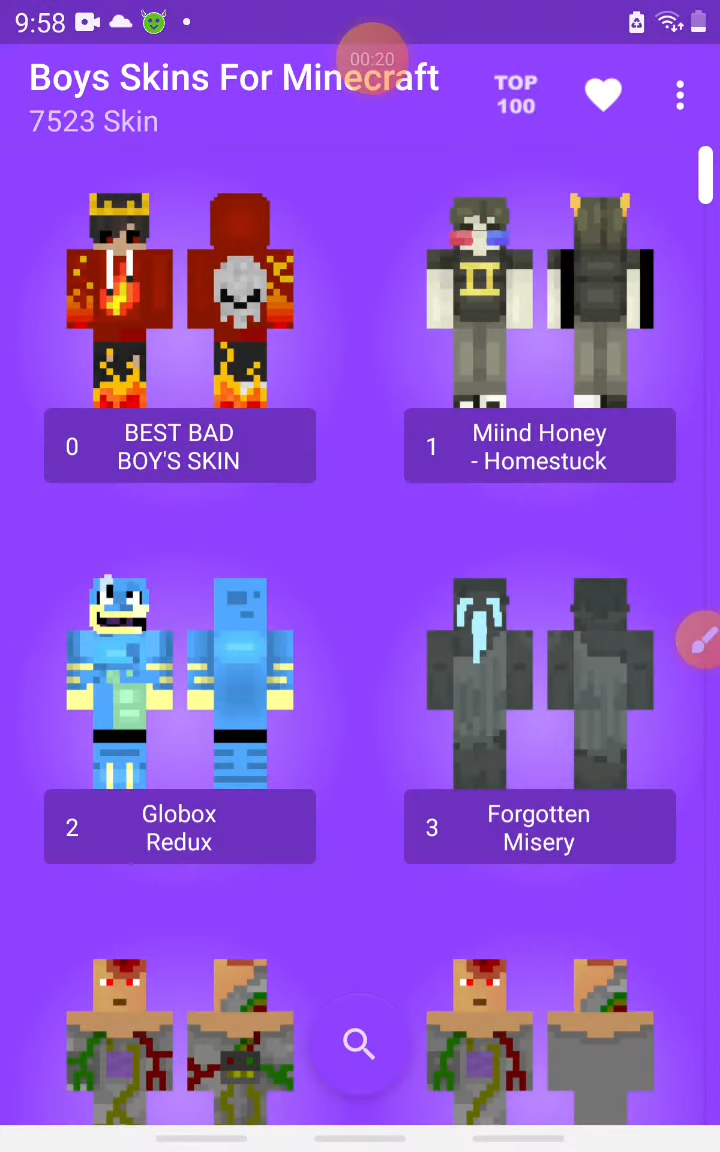 9:58
00:20
Boys Skins For Minecraft
7523 Skin
TOP
100
0
BEST BAD
BOY'S SKIN
1
Miind Honey
- Homestuck
2
Globox
Redux
3
Forgotten
Misery